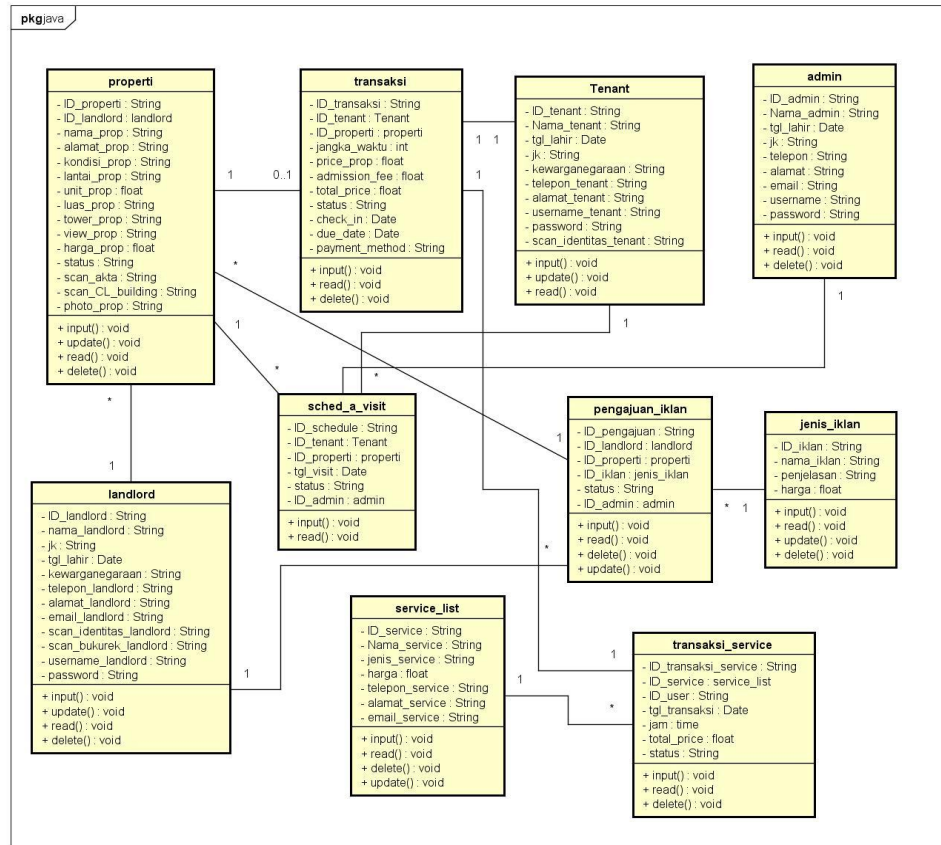 pkg java
properti
- ID_properti : String
- ID_landlord : landlord
- nama_prop : String
- alamat_prop : String
- kondisi_prop : String
- lantai_prop : String
- unit_prop : float
- luas_prop : String
- tower_prop : String
- view_prop : String
- harga_prop : float
- status : String
- scan_akta : String
- scan_CL_building : String
- photo_prop : String
+ input() : void
+ update() : void
+ read() : void
+ delete() : void
1
0..1
transaksi
- ID_transaksi : String
- ID_tenant : Tenant
- ID_properti : properti
- jangka_waktu : int
- price_prop : float
- admission_fee : float
- total_price : float
- status : String
- check_in : Date
- due_date : Date
- payment_method : String
+ input() : void
+ read() : void
+ delete() : void
1
1
1
Tenant
- ID_tenant : String
- Nama_tenant : String
- tgl_lahir : Date
- jk : String
- kewarganegaraan : String
- telepon_tenant : String
- alamat_tenant : String
- username_tenant : String
- password : String
- scan_identitas_tenant : String
+ input() : void
+ update() : void
+ read() : void
1
admin
- ID_admin : String
- Nama_admin : String
- tgl_lahir : Date
- jk : String
- telepon : String
- alamat : String
- email : String
- username : String
- password : String
+ input() : void
+ read() : void
+ delete() : void
1
*
1
*
*
*
1
sched_a_visit
- ID_schedule : String
- ID_tenant : Tenant
- ID_properti : properti
- tgl_visit : Date
- status : String
- ID_admin : admin
+ input() : void
+ read() : void
1
pengajuan_iklan
- ID_pengajuan : String
- ID_landlord : landlord
- ID_properti : properti
- ID_iklan : jenis_iklan
- status : String
- ID_admin : admin
+ input() : void
+ read() : void
+ delete() : void
+ update() : void
*
1
jenis_iklan
- ID_iklan : String
- nama_iklan : String
- penjelasan : String
- harga : float
+ input() : void
+ read() : void
+ update() : void
+ delete() : void
landlord
- ID_landlord : String
- nama_landlord : String
- jk : String
- tgl_lahir : Date
- kewarganegaraan : String
- telepon_landlord : String
- alamat_landlord : String
- email_landlord : String
- scan_identitas_landlord : String
- scan_bukurek_landlord : String
- username_landlord : String
- password : String
+ input() : void
+ update() : void
+ read() : void
+ delete() : void
1
*
service_list
- ID_service : String
- Nama_service : String
- jenis_service : String
- harga : float
- telepon_service : String
- alamat_service : String
- email_service : String
+ input() : void
+ read() : void
+ delete() : void
+ update() : void
1
*
1
transaksi_service
- ID_transaksi_service : String
- ID_service : service_list
- ID_user : String
- tgl_transaksi : Date
- jam : time
- total_price : float
- status : String
+ input() : void
+ read() : void
+ delete() : void